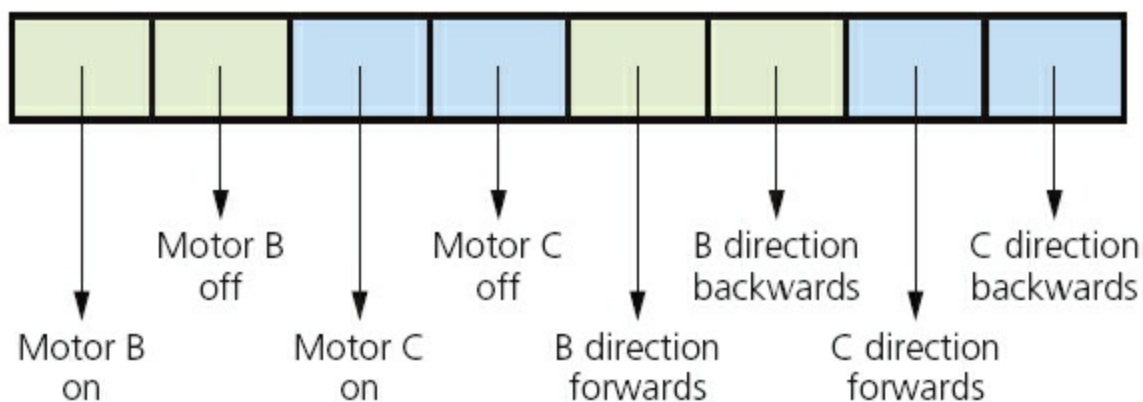 Motor B
off
Motor C
off
B direction
backwards
C direction
backwards
Motor B
on
Motor C
on
B direction
forwards
C direction
forwards